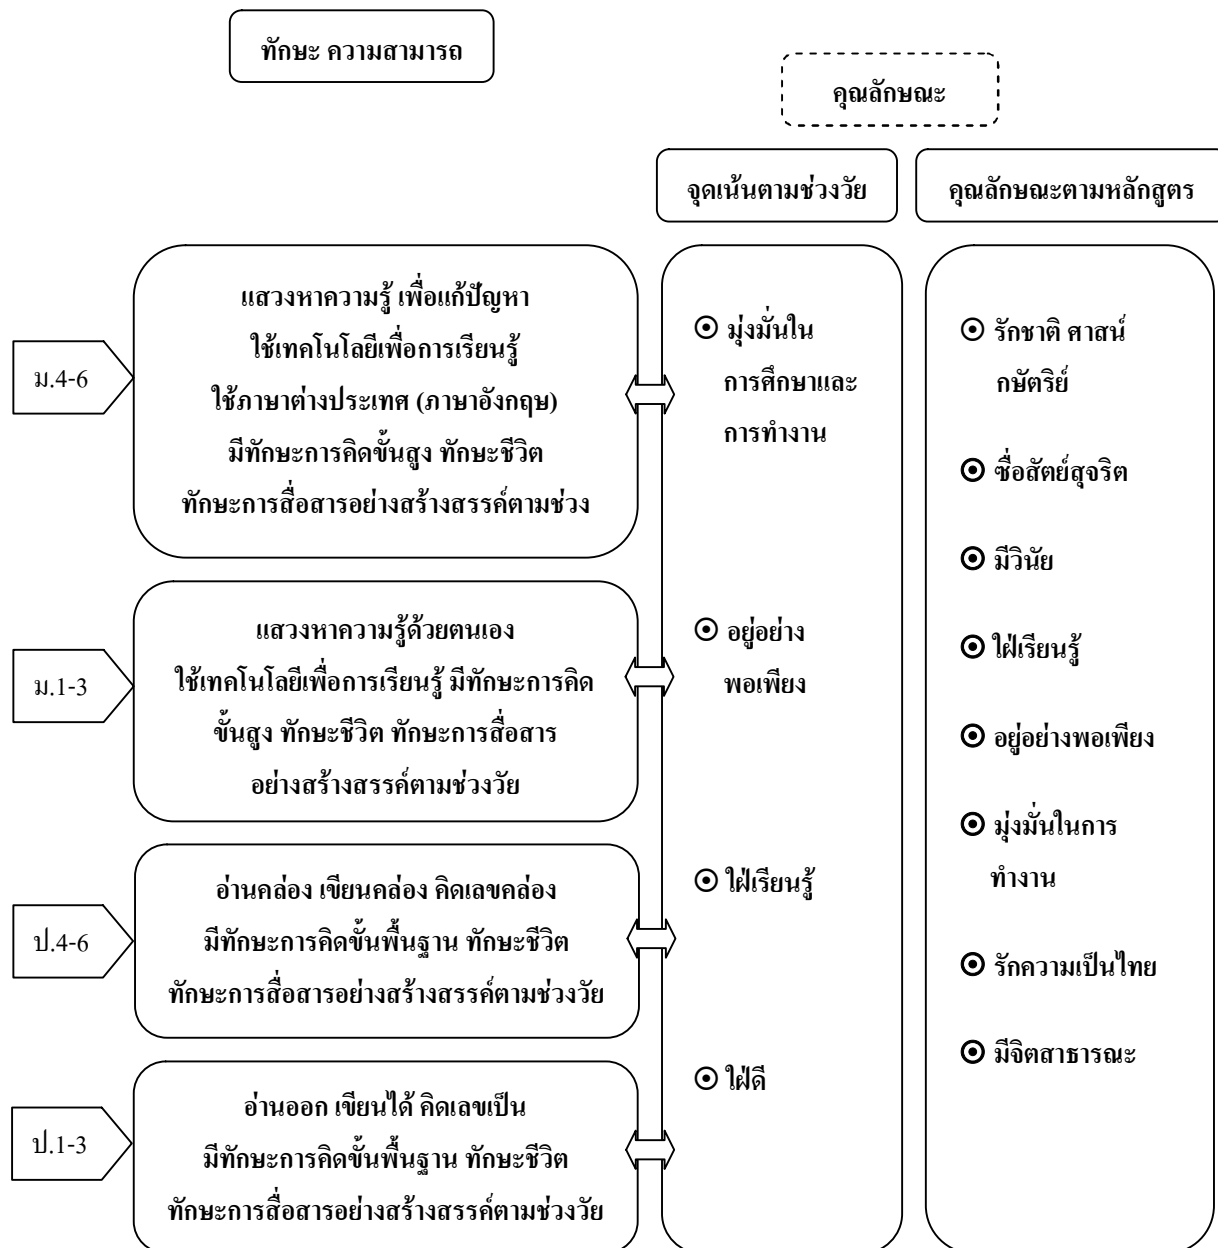 ทักษะ ความสามารถ
คุณลักษณะ
จุดเน้นตามช่วงวัย
คุณลักษณะตามหลักสูตร
ม.4-6
แสวงหาความรู้ เพื่อแก้ปัญหา
ใช้เทคโนโลยีเพื่อการเรียนรู้
ใช้ภาษาต่างประเทศ (ภาษาอังกฤษ)
มีทักษะการคิดขั้นสูง ทักษะชีวิต
ทักษะการสื่อสารอย่างสร้างสรรค์ตามช่วง
ม.1-3
แสวงหาความรู้ด้วยตนเอง
ใช้เทคโนโลยีเพื่อการเรียนรู้ มีทักษะการคิด
ขั้นสูง ทักษะชีวิต ทักษะการสื่อสาร
อย่างสร้างสรรค์ตามช่วงวัย
ป.4-6
อ่านคล่อง เขียนคล่อง คิดเลขคล่อง
มีทักษะการคิดขั้นพื้นฐาน ทักษะชีวิต
ทักษะการสื่อสารอย่างสร้างสรรค์ตามช่วงวัย
ป.1-3
อ่านออก เขียนได้ คิดเลขเป็น
มีทักษะการคิดขั้นพื้นฐาน ทักษะชีวิต
ทักษะการสื่อสารอย่างสร้างสรรค์ตามช่วงวัย
มุ่งมั่นใน
การศึกษาและ
การทำงาน
อยู่อย่าง
พอเพียง
ใฝ่เรียนรู้
ใฝ่ดี
รักชาติ ศาสน์
กษัตริย์
ซื่อสัตย์สุจริต
มีวินัย
ใฝ่เรียนรู้
อยู่อย่างพอเพียง
มุ่งมั่นในการ
ทำงาน
รักความเป็นไทย
มีจิตสาธารณะ